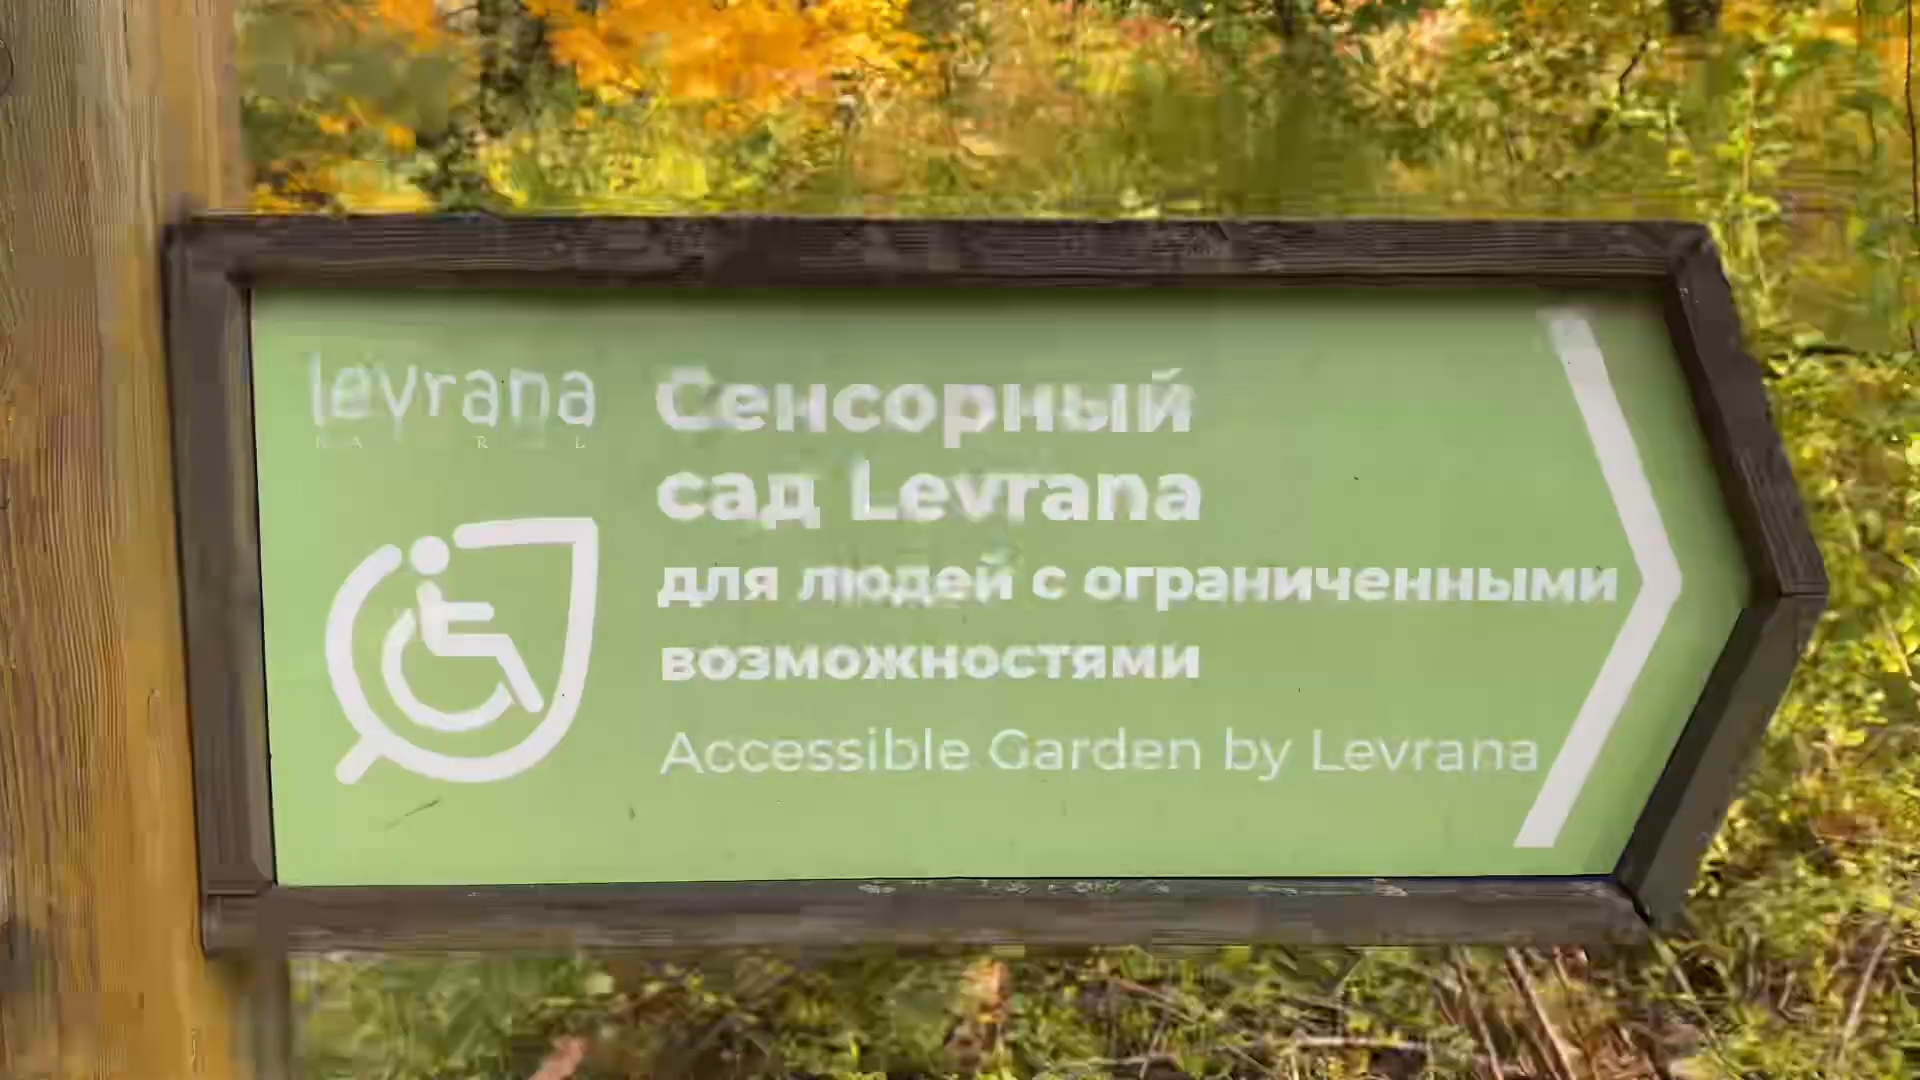 levrana
Сенсорный
сад Levrana
для людей с ограниченными
возможностями
Accessible Garden by Levrana